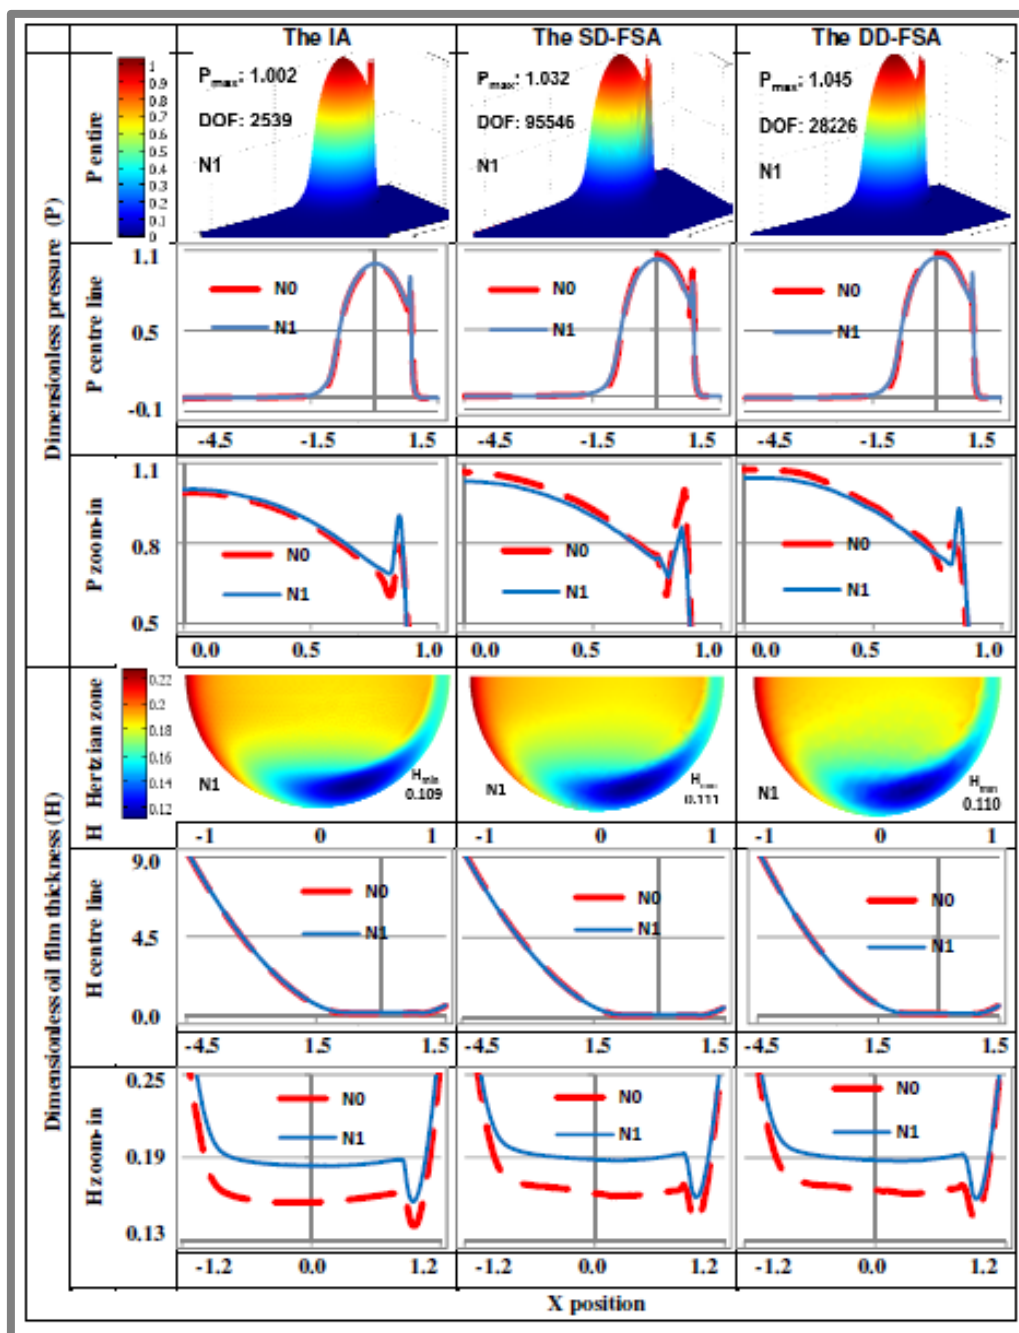 The IA
The SD-FSA
The DD-FSA
Dimensionless pressure (P)
P entire
1
0.9
0.8
0.7
0.6
0.5
0.4
0.3
0.2
0.1
0
Pmax: 1.002
DOF: 2539
N1
Pmax: 1.032
DOF: 95546
N1
Pmax: 1.045
DOF: 28226
N1
P centre line
1.1
0.5
-0.1
N0
N1
N0
N1
N0
N1
-4.5 -1.5 1.5
-4.5 -1.5 1.5
-4.5 -1.5 1.5
P zoom-in
1.1
0.8
0.5
N0
N1
N0
N1
N0
N1
0.0 0.5 1.0
0.0 0.5 1.0
0.0 0.5 1.0
Dimensionless oil film thickness (H)
H Hertzian zone
0.22
0.2
0.18
0.16
0.14
0.12
N1
Hmin
0.109
N1
0.111
N1
Hmin
0.110
-1 0 1
-1 0 1
-1 0 1
H centre line
9.0
4.5
0.0
N0
N1
N0
N1
N0
N1
-4.5 1.5 1.5
-4.5 1.5 1.5
-4.5 1.5 1.5
H zoom-in
0.25
0.19
0.13
N0
N1
N0
N1
N0
N1
-1.2 0.0 1.2
-1.2 0.0 1.2
-1.2 0.0 1.2
X position